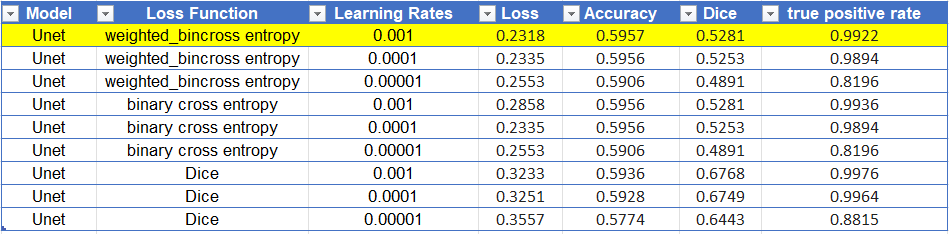 Model Loss Function Learning Rates Loss Accuracy Dice true positive rate
Unet weighted_bincross entropy 0.001 0.2318 0.5957 0.5281 0.9922
Unet weighted_bincross entropy 0.0001 0.2335 0.5956 0.5253 0.9894
Unet weighted_bincross entropy 0.00001 0.2553 0.5906 0.4891 0.8196
Unet binary cross entropy 0.001 0.2858 0.5956 0.5281 0.9936
Unet binary cross entropy 0.0001 0.2335 0.5956 0.5253 0.9894
Unet binary cross entropy 0.00001 0.2553 0.5906 0.4891 0.8196
Unet Dice 0.001 0.3233 0.5936 0.6768 0.9976
Unet Dice 0.0001 0.3251 0.5928 0.6749 0.9964
Unet Dice 0.00001 0.3557 0.5774 0.6443 0.8815